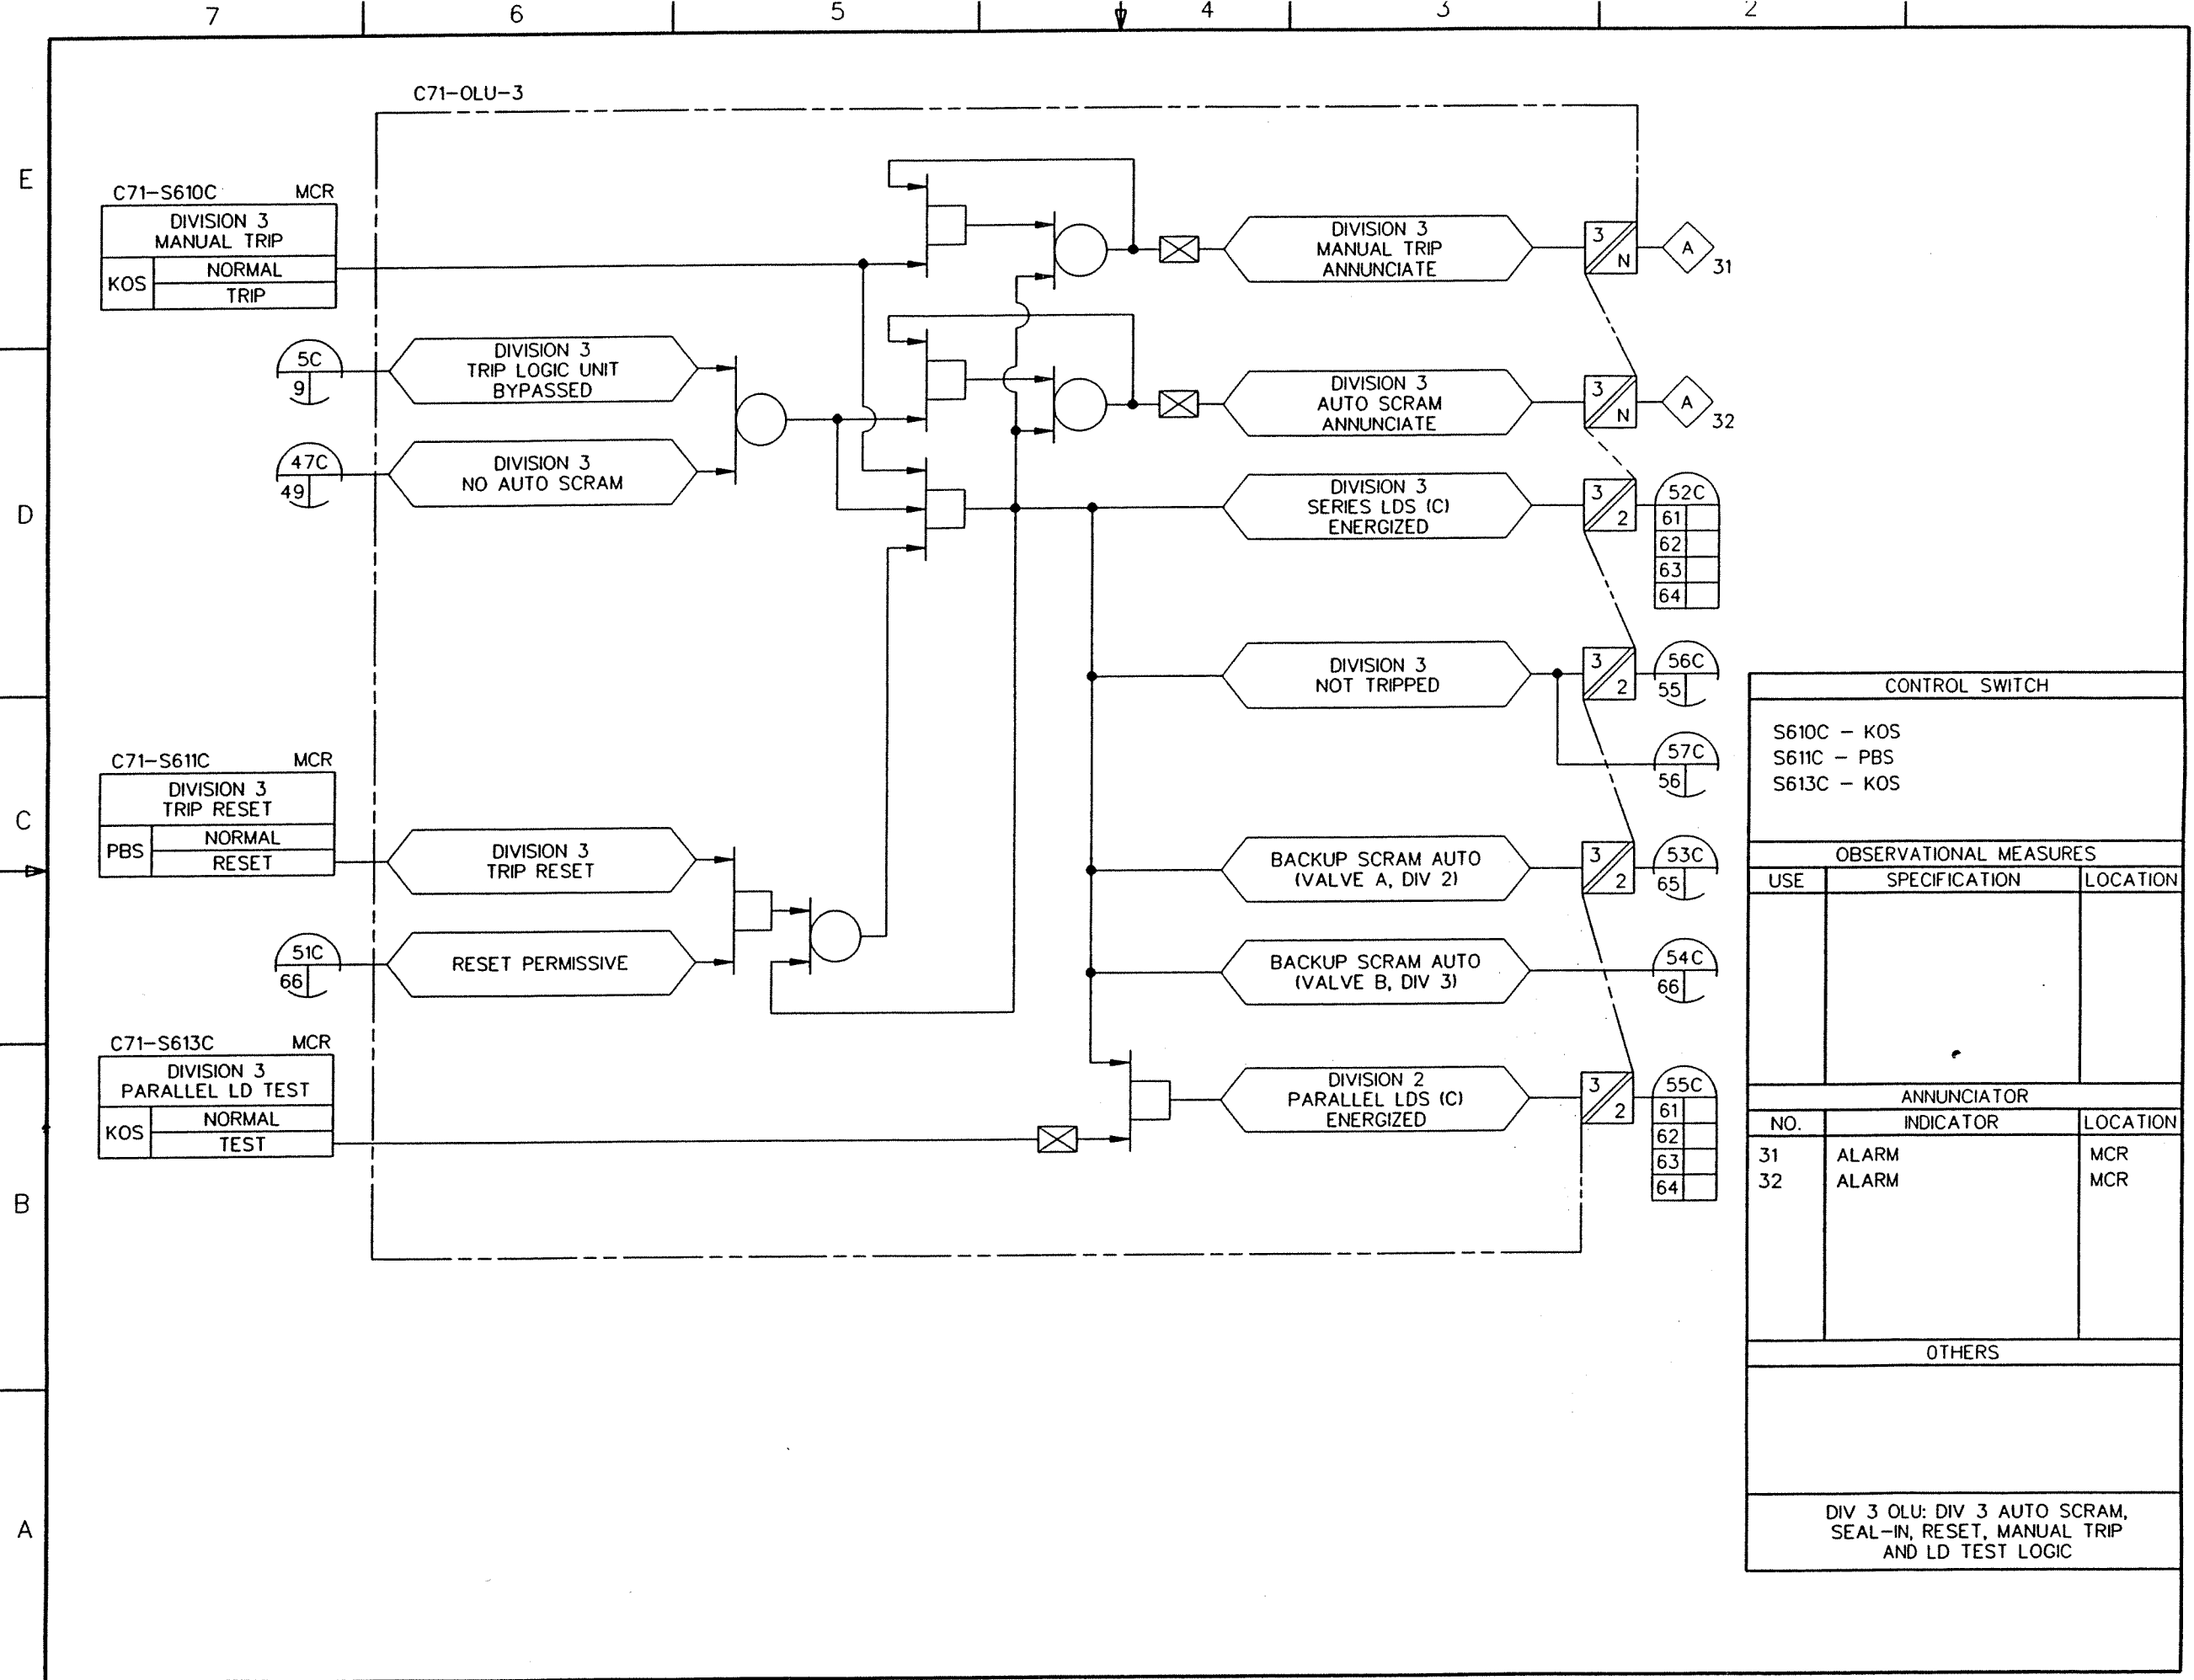 7 6 5 4 3 2
C71-OLU-3
E
C71-S610C MCR
DIVISION 3
MANUAL TRIP
KOS
NORMAL
TRIP
DIVISION 3
MANUAL TRIP
ANNUNCIATE
3
N
A
31
5C
9
DIVISION 3
TRIP LOGIC UNIT
BYPASSED
DIVISION 3
AUTO SCRAM
ANNUNCIATE
3
N
A
32
D
47C
49
DIVISION 3
NO AUTO SCRAM
DIVISION 3
SERIES LDS (C)
ENERGIZED
3
2
52C
61
62
63
64
DIVISION 3
NOT TRIPPED
3
2
56C
55
57C
56
C
C71-S611C MCR
DIVISION 3
TRIP RESET
PBS
NORMAL
RESET
DIVISION 3
TRIP RESET
BACKUP SCRAM AUTO
(VALVE A, DIV 2)
3
2
53C
65
51C
66
RESET PERMISSIVE
BACKUP SCRAM AUTO
(VALVE B, DIV 3)
54C
66
B
C71-S613C MCR
DIVISION 3
PARALLEL LD TEST
KOS
NORMAL
TEST
DIVISION 2
PARALLEL LDS (C)
ENERGIZED
3
2
55C
61
62
63
64
A
CONTROL SWITCH
S610C - KOS
S611C - PBS
S613C - KOS
OBSERVATIONAL MEASURES
USE SPECIFICATION LOCATION
ANNUNCIATOR
NO. INDICATOR LOCATION
31 ALARM MCR
32 ALARM MCR
OTHERS
DIV 3 OLU: DIV 3 AUTO SCRAM,
SEAL-IN, RESET, MANUAL TRIP
AND LD TEST LOGIC